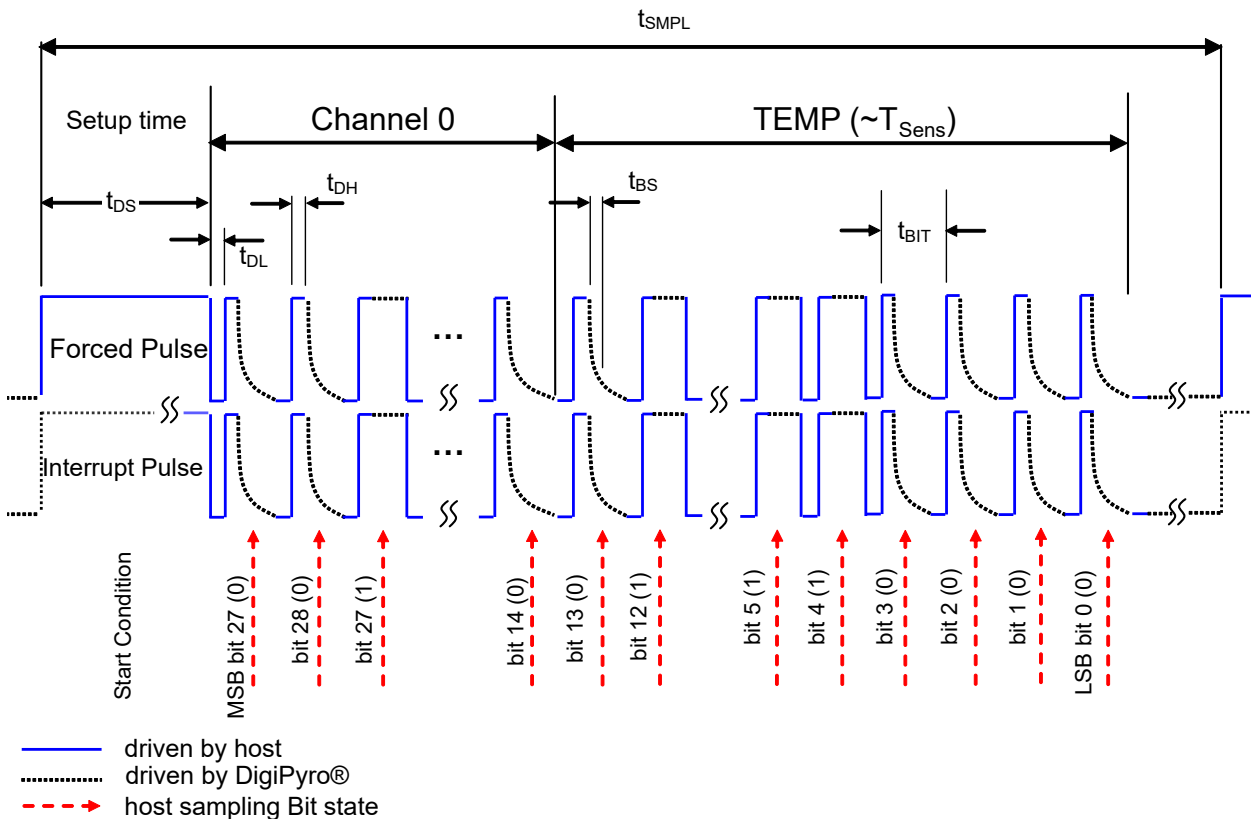 tSMPL
Setup time
Channel 0
TEMP (~TSens)
tDS
tDL
tDH
tBS
tBIT
Forced Pulse
...
Interrupt Pulse
...
Start Condition
MSB bit 27 (0)
bit 28 (0)
bit 27 (1)
bit 14 (0)
bit 13 (0)
bit 12 (1)
bit 5 (1)
bit 4 (1)
bit 3 (0)
bit 2 (0)
bit 1 (0)
LSB bit 0 (0)
driven by host
driven by DigiPyro®
host sampling Bit state